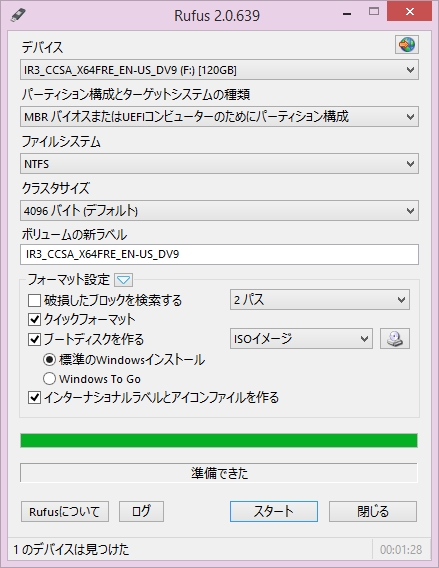 Rufus 2.0.639
デバイス
IR3_CCSA_X64FRE_EN-US_DV9 (F:) [120GB]
パーティション構成とターゲットシステムの種類
MBR バイオスまたはUEFIコンピューターのためにパーティション構成
ファイルシステム
NTFS
クラスタサイズ
4096 バイト (デフォルト)
ボリュームの新ラベル
IR3_CCSA_X64FRE_EN-US_DV9
フォーマット設定
破損したブロックを検索する 2 パス
クイックフォーマット
ブートディスクを作る ISOイメージ
標準のWindowsインストール
Windows To Go
インターナショナルラベルとアイコンファイルを作る
準備できた
Rufusについて ログ スタート 閉じる
1 のデバイスは見つけた 00:01:28